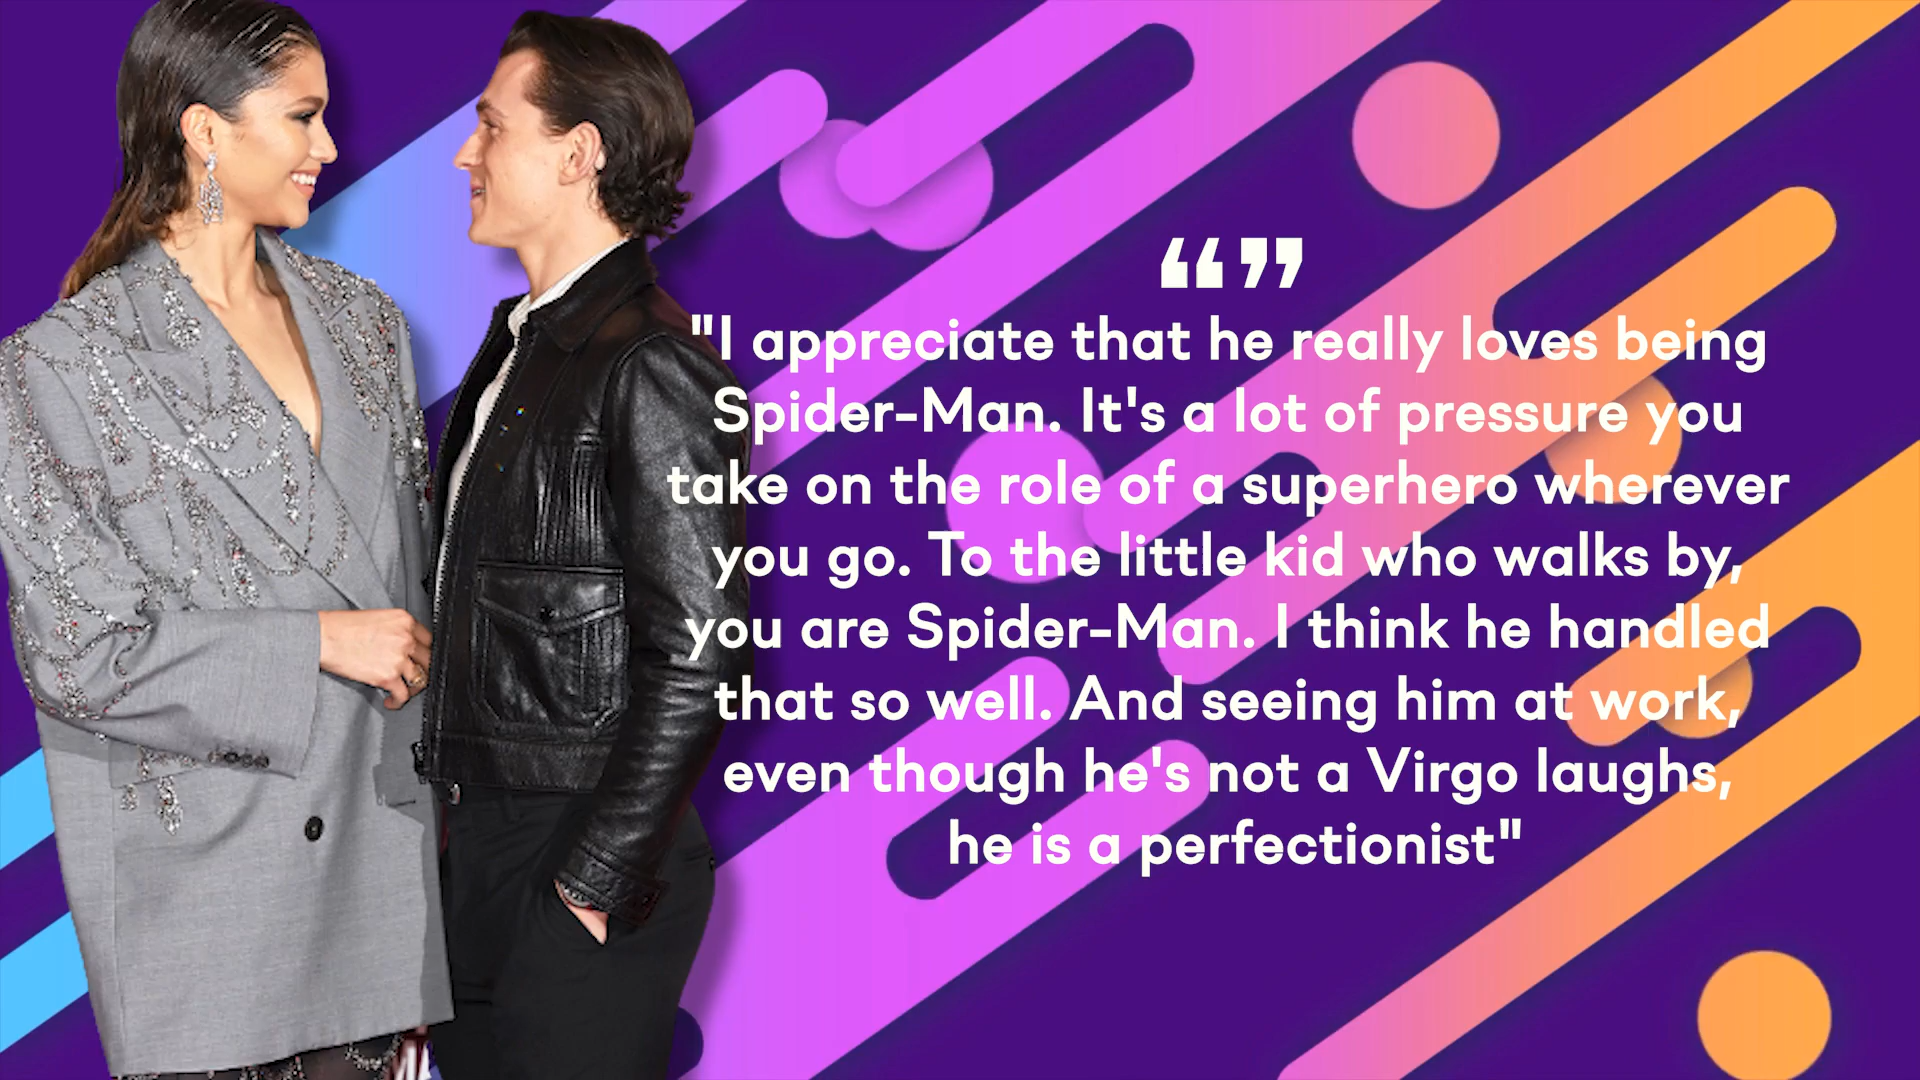 “”
"I appreciate that he really loves being
Spider-Man. It's a lot of pressure you
take on the role of a superhero wherever
you go. To the little kid who walks by,
you are Spider-Man. I think he handled
that so well. And seeing him at work,
even though he's not a Virgo laughs,
he is a perfectionist"